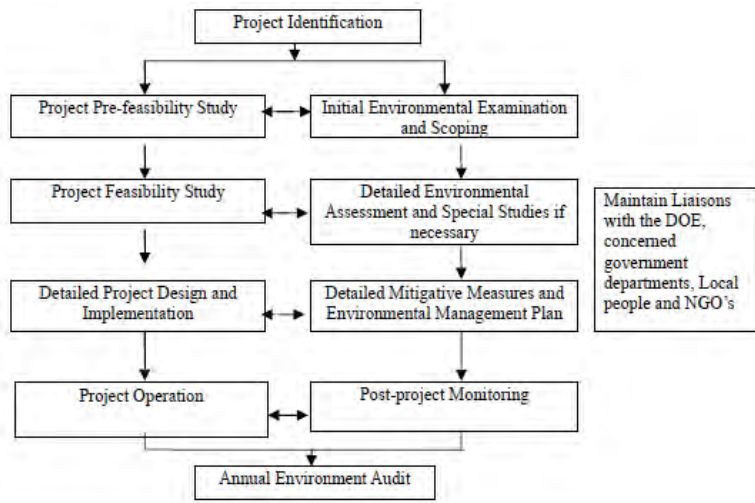 Project Identification
Project Pre-feasibility Study
Initial Environmental Examination
and Scoping
Project Feasibility Study
Detailed Environmental
Assessment and Special Studies if
necessary
Maintain Liaisons
with the DOE,
concerned
government
departments, Local
people and NGO's
Detailed Project Design and
Implementation
Detailed Mitigative Measures and
Environmental Management Plan
Project Operation
Post-project Monitoring
Annual Environment Audit